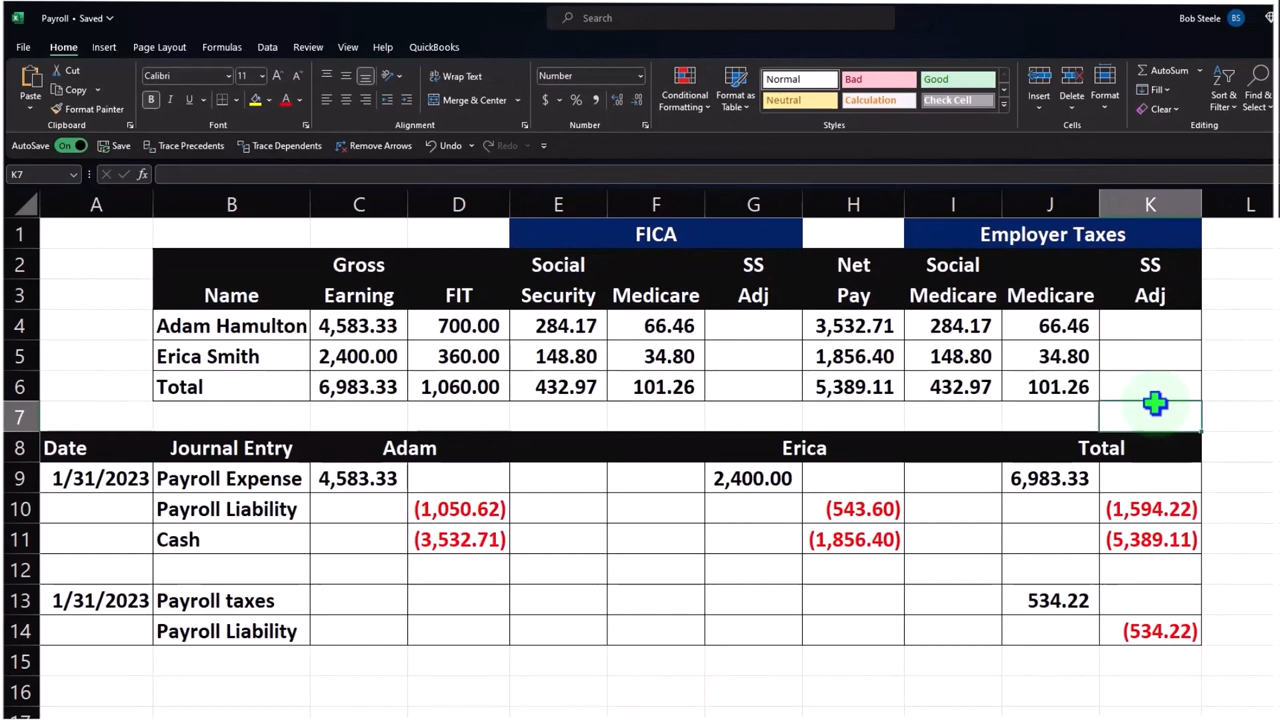 Payroll • Saved
Search
Bob Steele BS
File Home Insert Page Layout Formulas Data Review View Help QuickBooks
Paste
Cut
Copy
Format Painter
Clipboard
Calibri 11
B I U
Font
Wrap Text
Merge & Center
Alignment
Number
$ %
Number
Conditional Formatting
Format as Table
Normal Bad Good
Neutral Calculation Check Cell
Styles
Insert Delete Format
Cells
AutoSum
Fill
Clear
Sort & Filter
Find & Select
Editing
AutoSave On Save Trace Precedents Trace Dependents Remove Arrows Undo Redo
K7 fx
A B C D E F G H I J K L
1 FICA Employer Taxes
2 Gross Social SS Net Social SS
3 Name Earning FIT Security Medicare Adj Pay Medicare Medicare Adj
4 Adam Hamulton 4,583.33 700.00 284.17 66.46 3,532.71 284.17 66.46
5 Erica Smith 2,400.00 360.00 148.80 34.80 1,856.40 148.80 34.80
6 Total 6,983.33 1,060.00 432.97 101.26 5,389.11 432.97 101.26
7
8 Date Journal Entry Adam Erica Total
9 1/31/2023 Payroll Expense 4,583.33 2,400.00 6,983.33
10 Payroll Liability (1,050.62) (543.60) (1,594.22)
11 Cash (3,532.71) (1,856.40) (5,389.11)
12
13 1/31/2023 Payroll taxes 534.22
14 Payroll Liability (534.22)
15
16